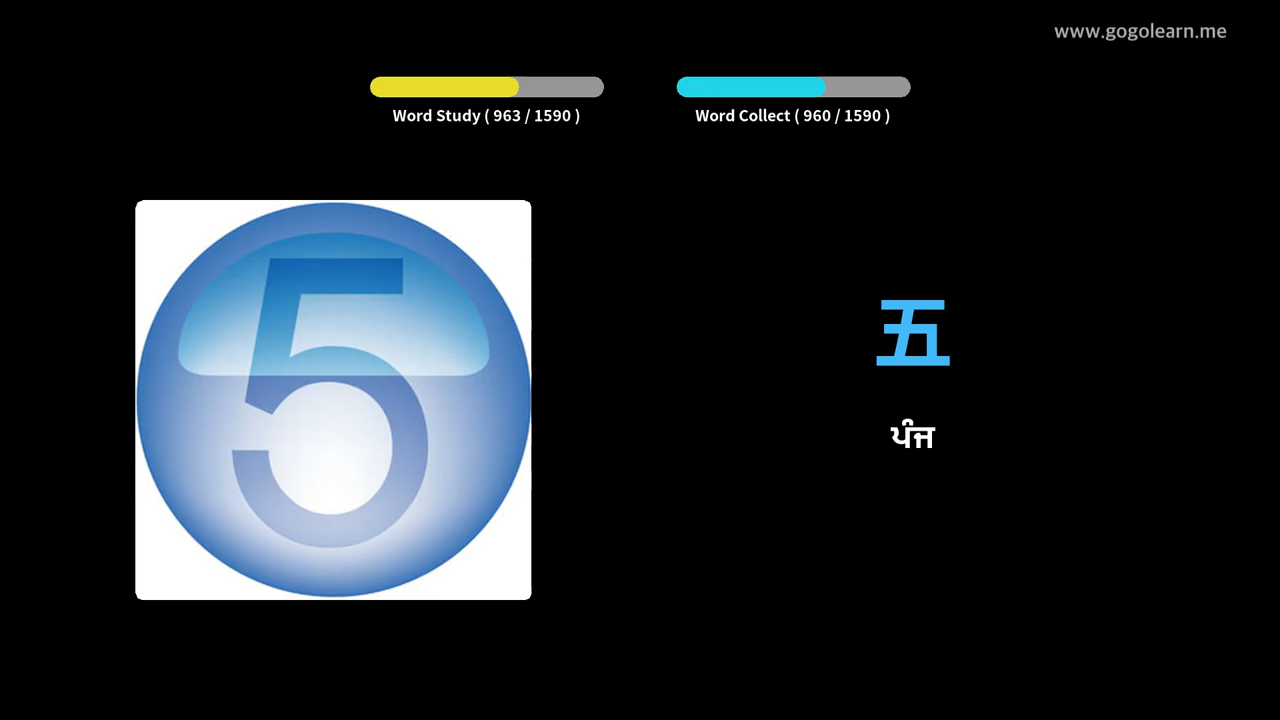 www.gogolearn.me
Word Study ( 963 / 1590 )
Word Collect ( 960 / 1590 )
5
五
ਪੰਜ